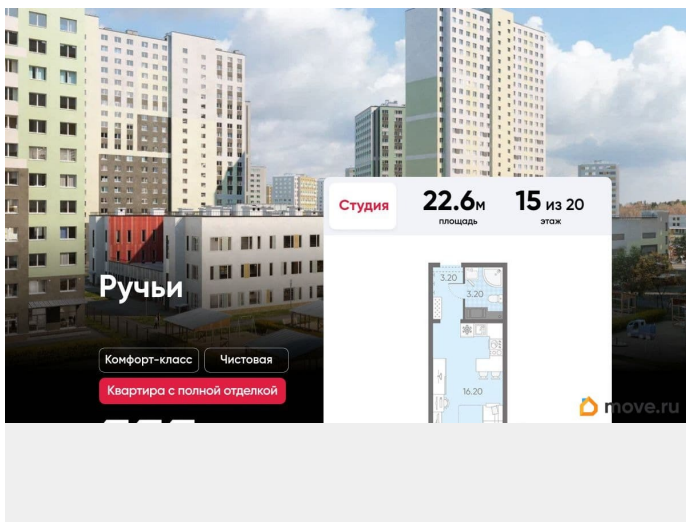 Студия
22.6м
площадь
15 из 20
этаж
3.20
3.20
Ручьи
Комфорт-класс
Чистовая
Квартира с полной отделкой
16.20
move.ru